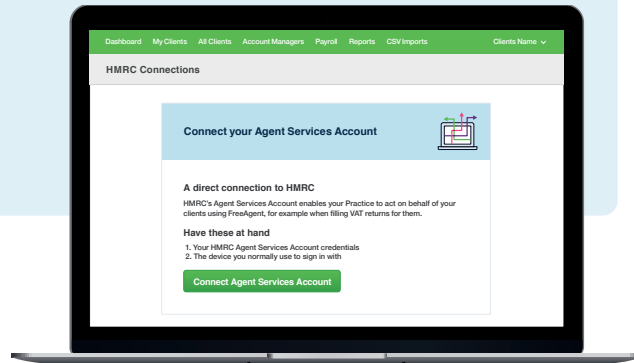 Dashboard My Clients All Clients Account Managers Payroll Reports CSV Imports Clients Name
HMRC Connections
Connect your Agent Services Account
A direct connection to HMRC
HMRC's Agent Services Account enables your Practice to act on behalf of your
clients using FreeAgent, for example when filling VAT returns for them.
Have these at hand
1. Your HMRC Agent Services Account credentials
2. The device you normally use to sign in with
Connect Agent Services Account